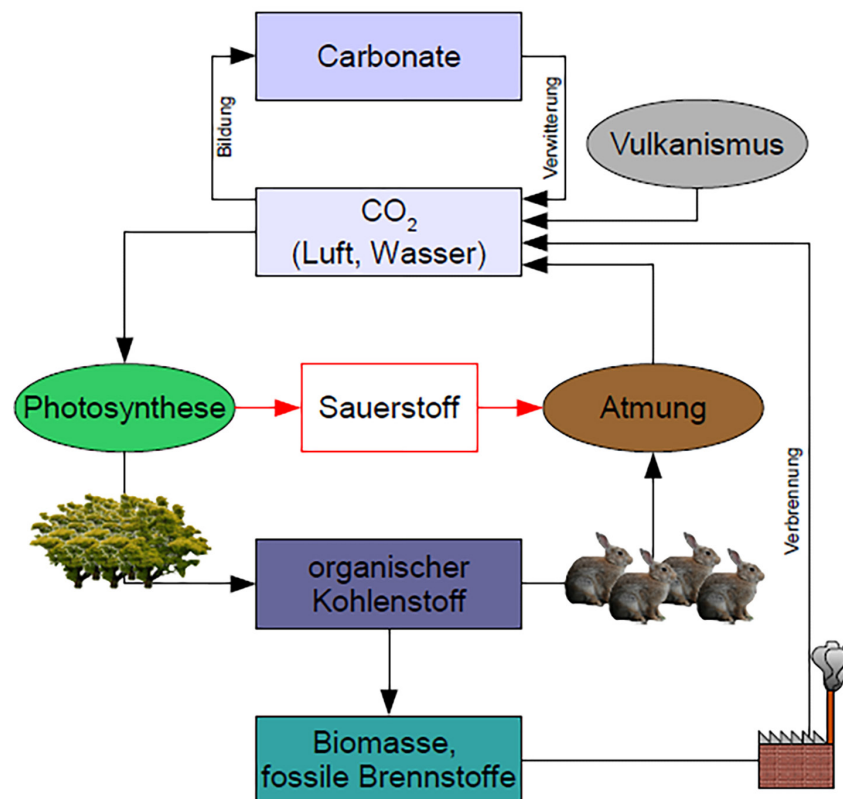 Carbonate
Bildung
Verwitterung
Vulkanismus
CO₂
(Luft, Wasser)
Photosynthese
Sauerstoff
Atmung
Verbrennung
organischer
Kohlenstoff
Biomasse,
fossile Brennstoffe